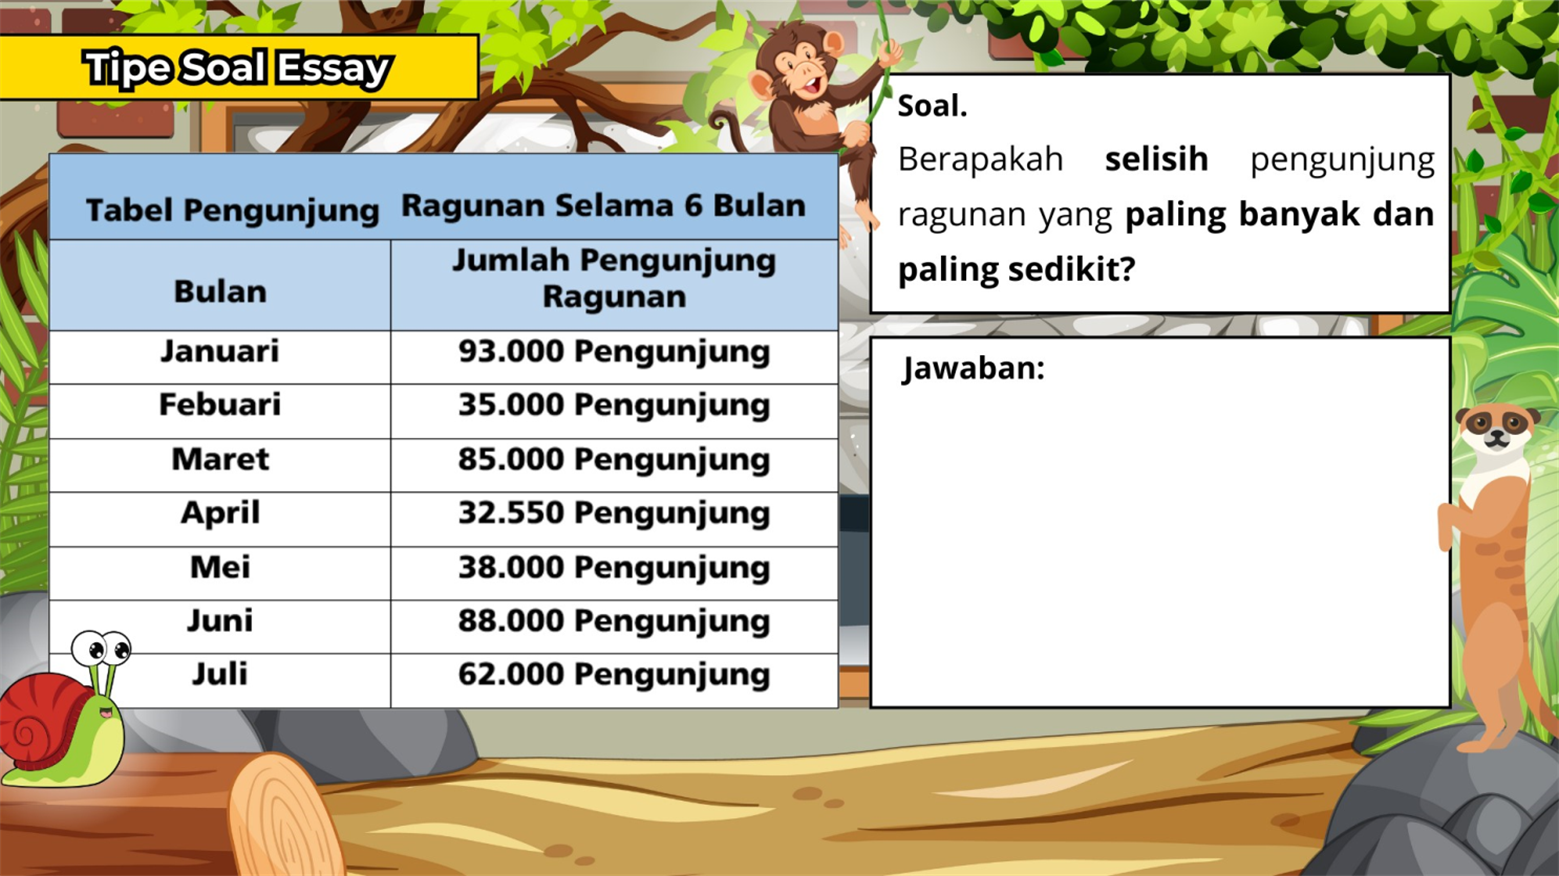 Tipe Soal Essay
Tabel Pengunjung Ragunan Selama 6 Bulan
Bulan
Jumlah Pengunjung
Ragunan
Januari 93.000 Pengunjung
Febuari 35.000 Pengunjung
Maret 85.000 Pengunjung
April 32.550 Pengunjung
Mei 38.000 Pengunjung
Juni 88.000 Pengunjung
Juli 62.000 Pengunjung
Soal.
Berapakah selisih pengunjung
ragunan yang paling banyak dan
paling sedikit?
Jawaban: